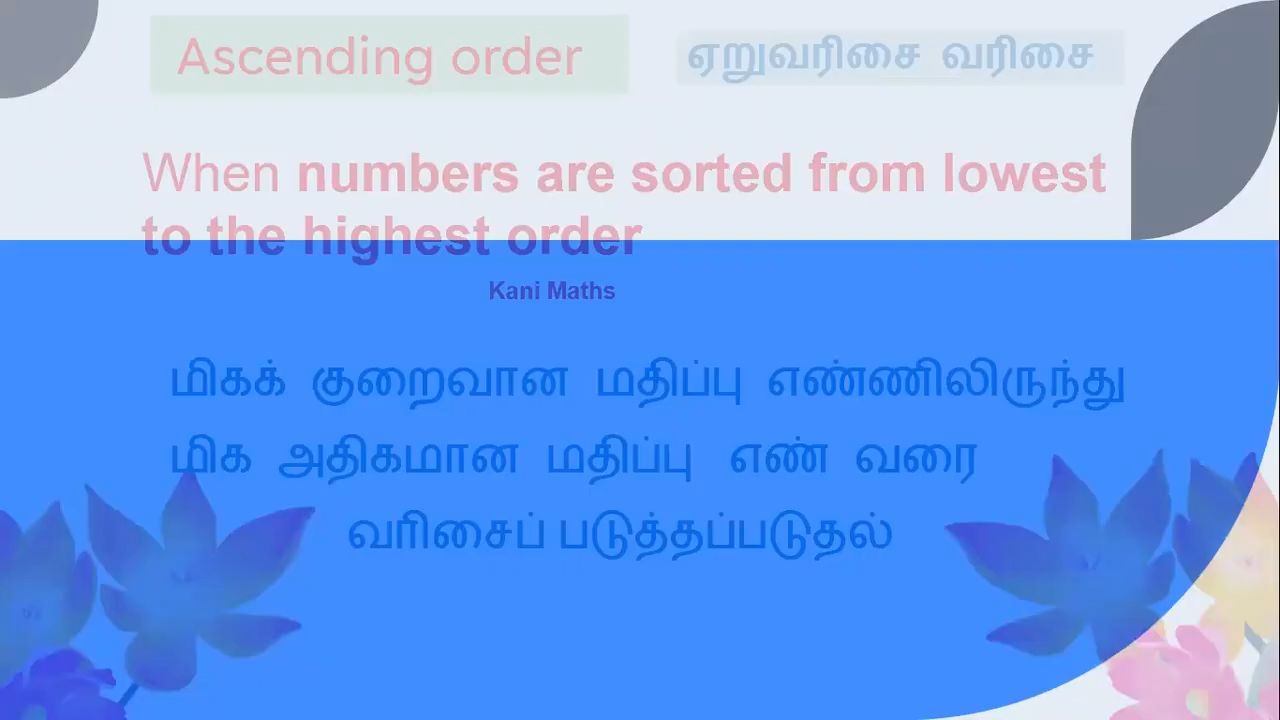 Ascending order
ஏறுவரிசை வரிசை
When numbers are sorted from lowest
to the highest order
Kani Maths
மிகக் குறைவான மதிப்பு எண்ணிலிருந்து
மிக அதிகமான மதிப்பு எண் வரை
வரிசைப் படுத்தப்படுதல்